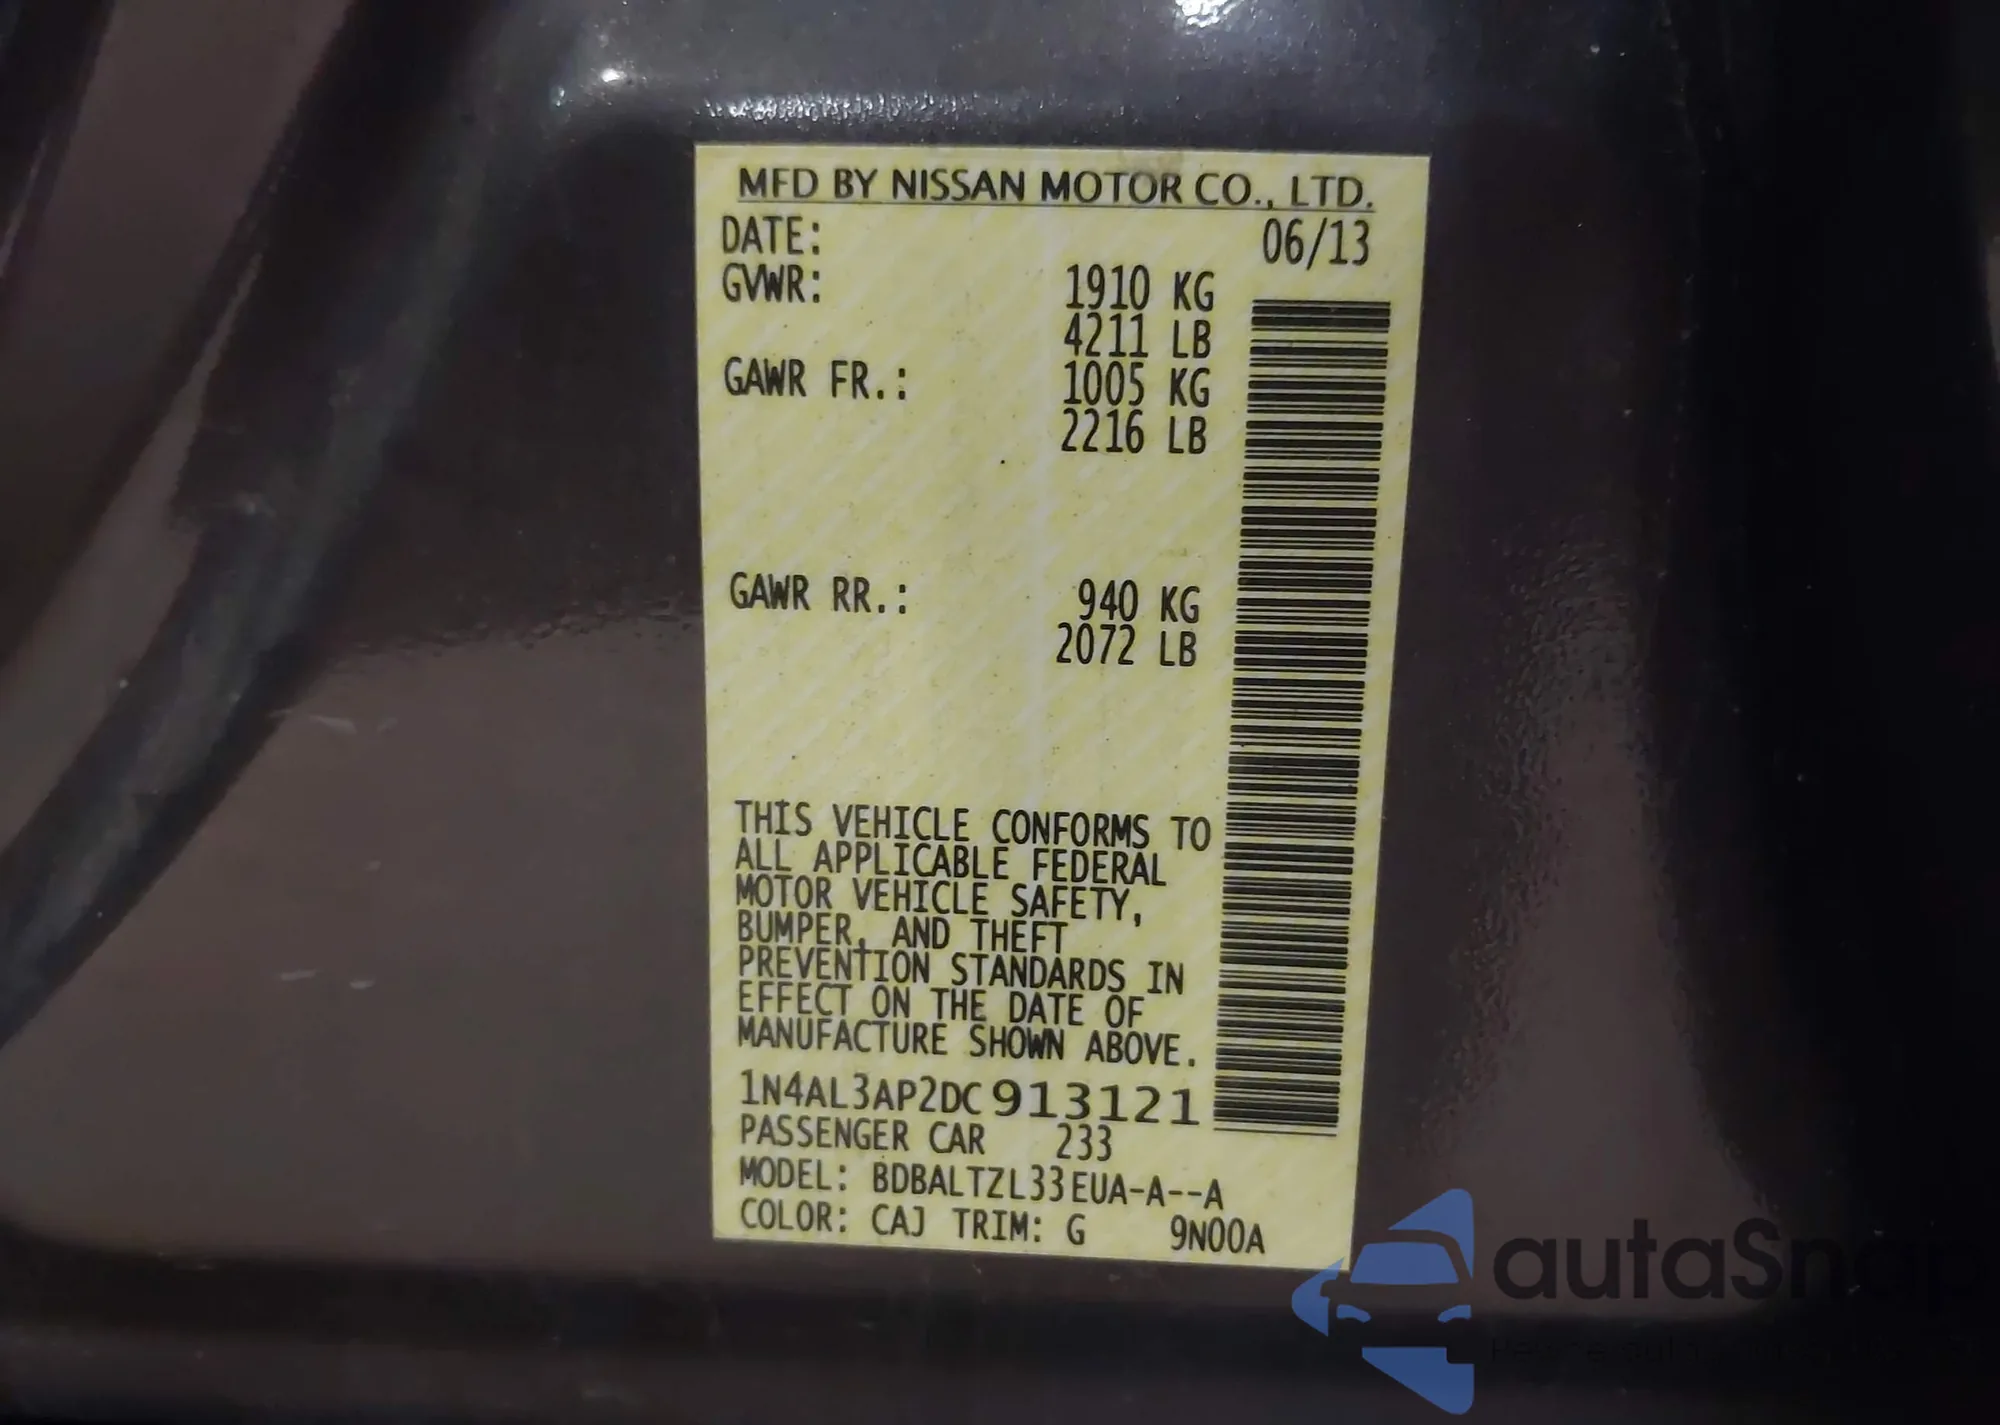 MFD BY NISSAN MOTOR CO., LTD.
DATE: 06/13
GVWR: 1910 KG
4211 LB
GAWR FR.: 1005 KG
2216 LB
GAWR RR.: 940 KG
2072 LB
THIS VEHICLE CONFORMS TO
ALL APPLICABLE FEDERAL
MOTOR VEHICLE SAFETY,
BUMPER, AND THEFT
PREVENTION STANDARDS IN
EFFECT ON THE DATE OF
MANUFACTURE SHOWN ABOVE.
1N4AL3AP2DC913121
PASSENGER CAR 233
MODEL: BDBALTZL33EUA-A--A
COLOR: CAJ TRIM: G 9N00A
autaSnap